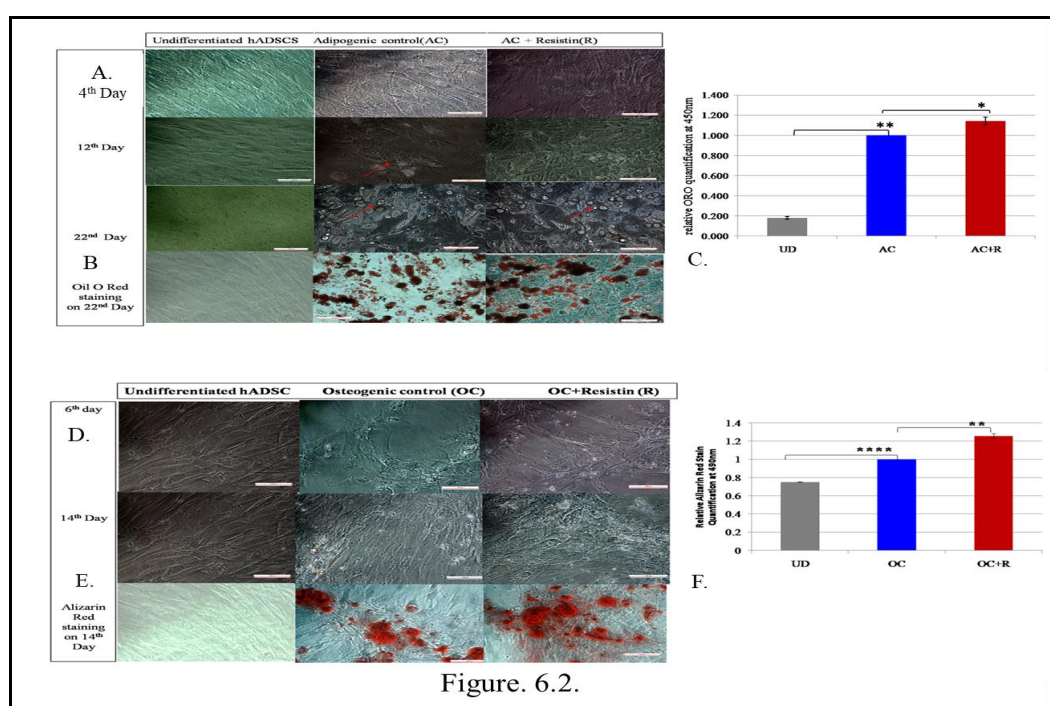 Undifferentiated hADSCS Adipogenic control(AC) AC + Resistin(R)
A.
4th Day
12th Day
22nd Day
B
Oil O Red
staining
on 22nd Day
relative ORO quantification at 450nm
1.400
1.200
1.000
0.800
0.600
0.400
0.200
0.000
**
*
UD AC AC+R
C.
Undifferentiated hADSC Osteogenic control (OC) OC+Resistin (R)
6th day
D.
14th Day
E.
Alizarin
Red
staining
on 14th
Day
Relative Alizarin Red Stain
Quantification at 490nm
1.4
1.2
1
0.8
0.6
0.4
0.2
0
****
**
UD OC OC+R
F.
Figure. 6.2.